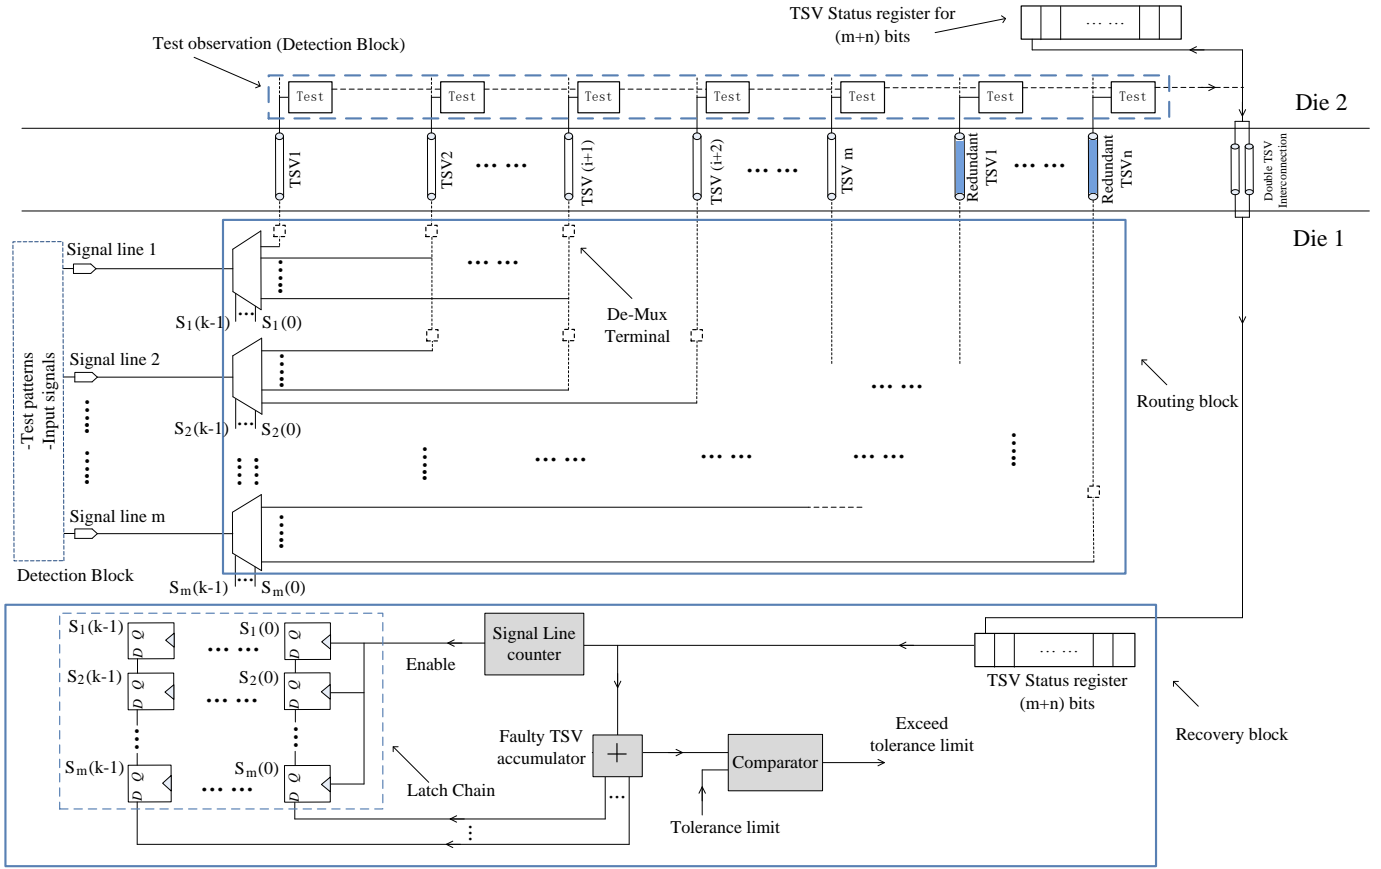 TSV Status register for
(m+n) bits
... ...
Test observation (Detection Block)
Test
Test
Test
Test
Test
Test
Test
Die 2
TSV1
TSV2
... ...
TSV (i+1)
TSV (i+2)
... ...
TSV m
Redundant
TSV1
... ...
Redundant
TSVn
Double TSV
Interconnection
Die 1
-Test patterns
-Input signals
Signal line 1
... ...
S1(k-1)
...
S1(0)
De-Mux
Terminal
Signal line 2
... ...
Routing block
S2(k-1)
...
S2(0)
... ...
... ...
... ...
Signal line m
Detection Block
Sm(k-1)
...
Sm(0)
S1(k-1)
D Q
... ...
S1(0)
D Q
Enable
Signal Line
counter
... ...
TSV Status register
(m+n) bits
S2(k-1)
D Q
... ...
S2(0)
D Q
Faulty TSV
accumulator
+
Comparator
Exceed
tolerance limit
Recovery block
Sm(k-1)
D Q
... ...
Sm(0)
D Q
Latch Chain
...
Tolerance limit